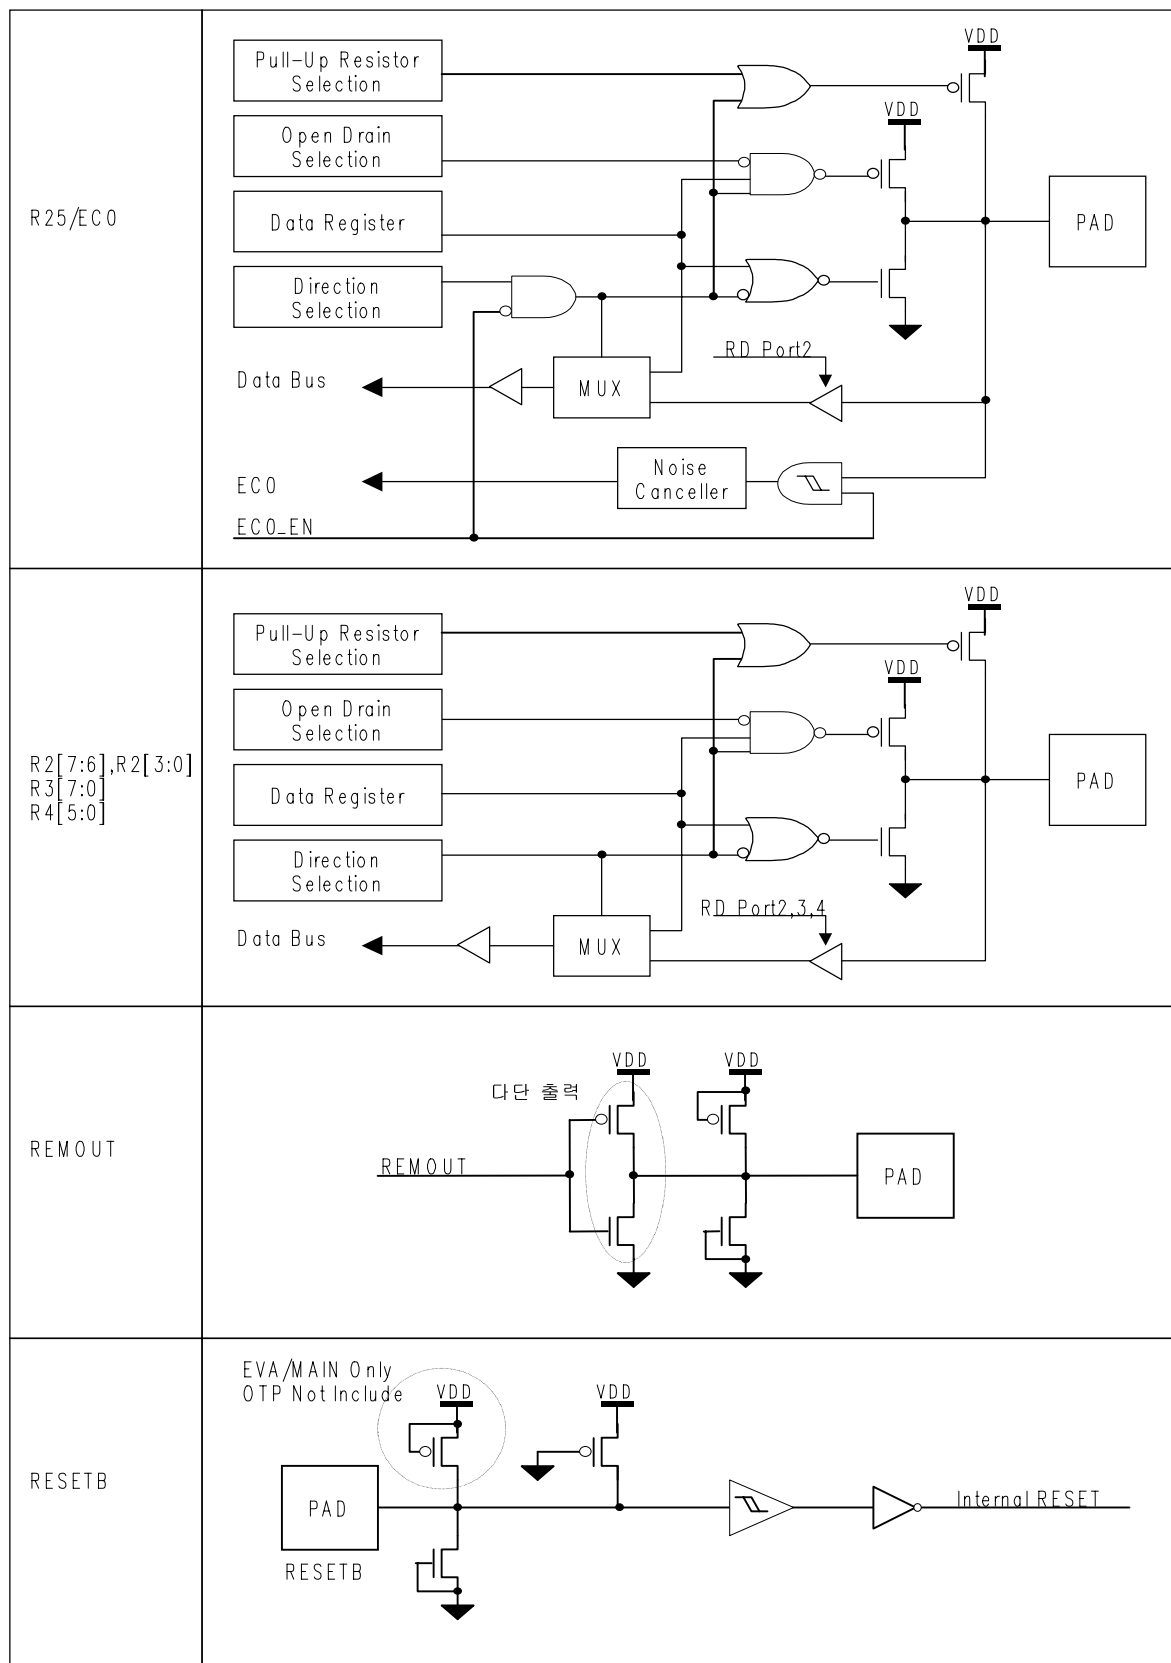 R25/EC0
Pull-Up Resistor
Selection
Open Drain
Selection
Data Register
Direction
Selection
VDD
VDD
PAD
RD Port2
Data Bus
MUX
EC0
Noise
Canceller
EC0_EN
R2[7:6],R2[3:0]
R3[7:0]
R4[5:0]
Pull-Up Resistor
Selection
Open Drain
Selection
Data Register
Direction
Selection
VDD
VDD
PAD
RD Port2,3,4
Data Bus
MUX
REMOUT
다단 출력
VDD
VDD
REMOUT
PAD
RESETB
EVA/MAIN Only
OTP Not Include
VDD
VDD
PAD
RESETB
Internal RESET